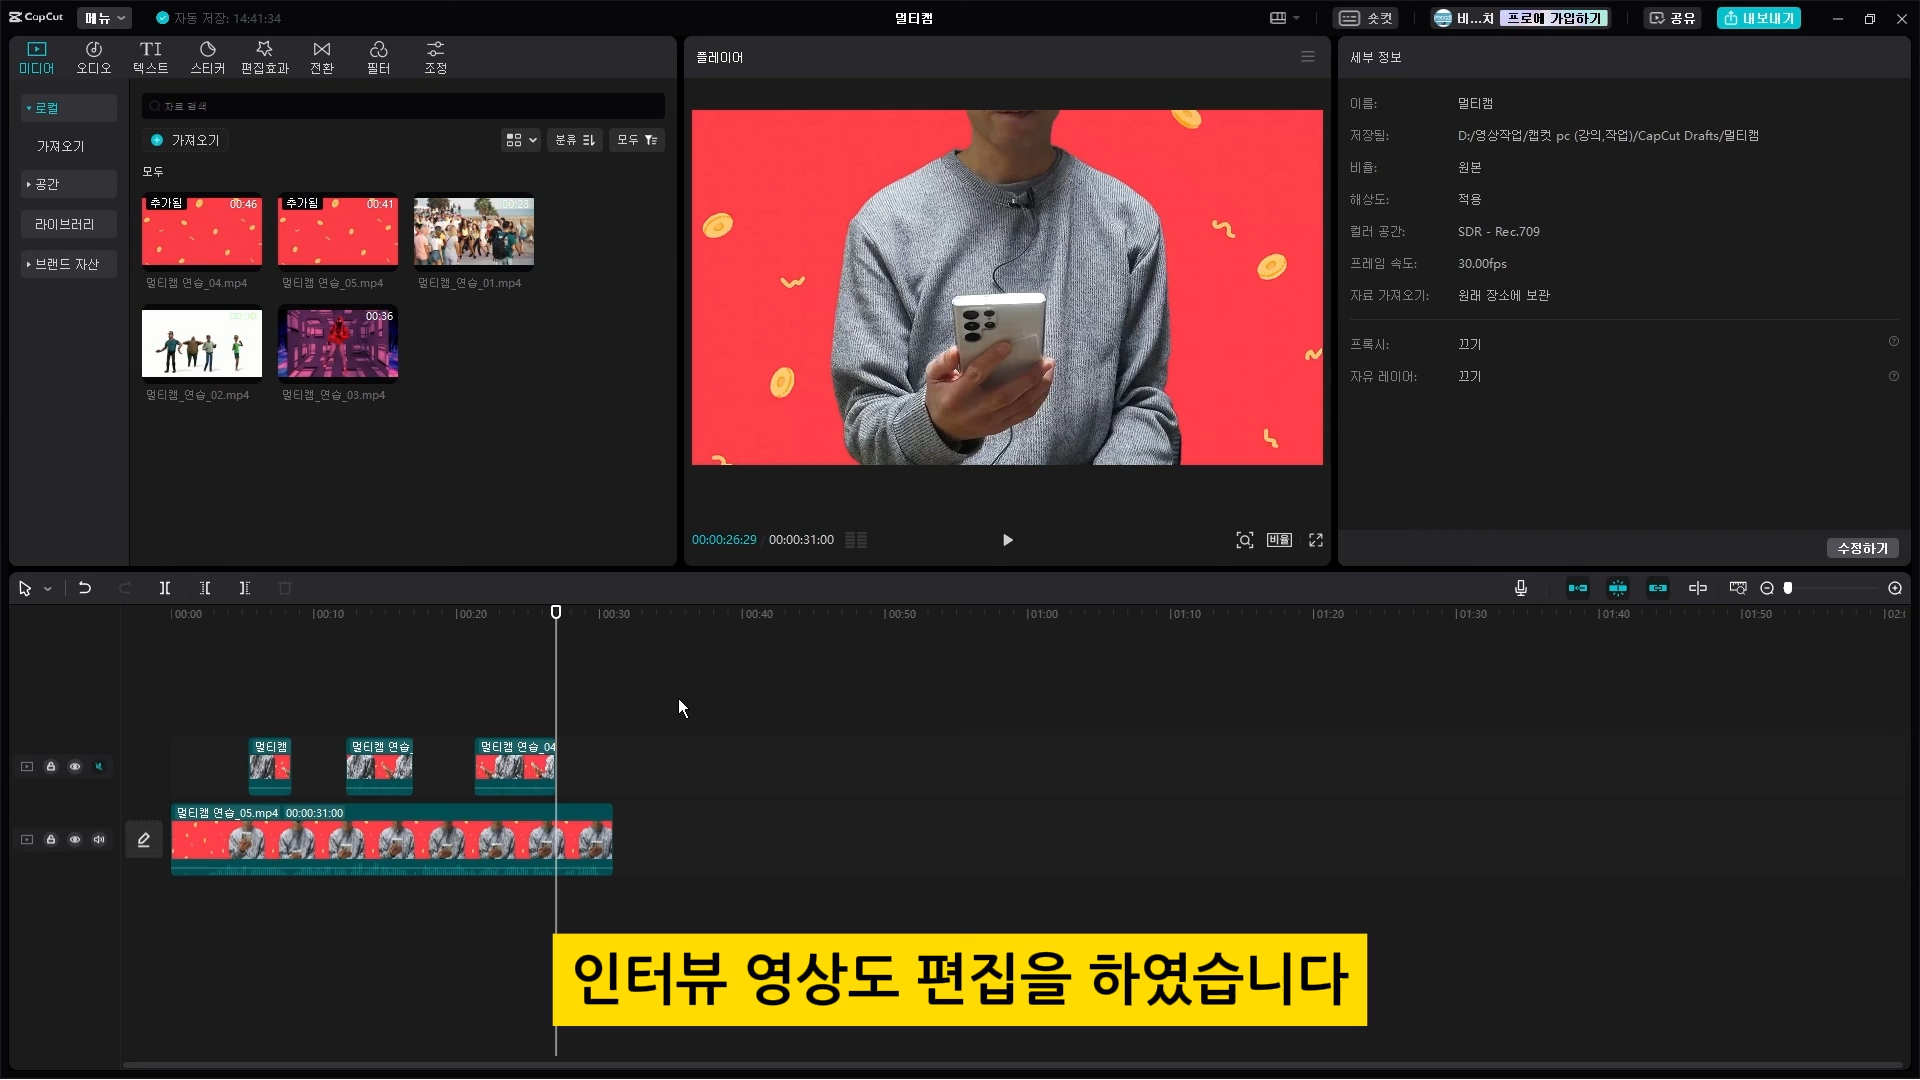 CapCut 메뉴 자동 저장: 14:41:34
멀티캠
숏컷 비...치 프로에 가입하기 공유 내보내기
미디어 오디오 텍스트 스티커 편집효과 전환 필터 조정
로컬
가져오기
공간
라이브러리
브랜드 자산
자료 검색
가져오기 분류 모두
모두
추가됨 00:46
추가됨 00:41
멀티캠 연습_04.mp4 멀티캠 연습_05.mp4 멀티캠_연습_01.mp4
00:36
멀티캠_연습_02.mp4 멀티캠_연습_03.mp4
플레이어
00:00:26:29 00:00:31:00 비율
세부 정보
이름: 멀티캠
저장됨: D:/영상작업/캡컷 pc (강의,작업)/CapCut Drafts/멀티캠
비율: 원본
해상도: 적용
컬러 공간: SDR - Rec.709
프레임 속도: 30.00fps
자료 가져오기: 원래 장소에 보관
프록시: 끄기
자유 레이어: 끄기
수정하기
00:00 00:10 00:20 00:30 00:40 00:50 01:00 01:10 01:20 01:30 01:40 01:50
멀티캠 멀티캠 연습_ 멀티캠 연습_04
멀티캠 연습_05.mp4 00:00:31:00
인터뷰 영상도 편집을 하였습니다